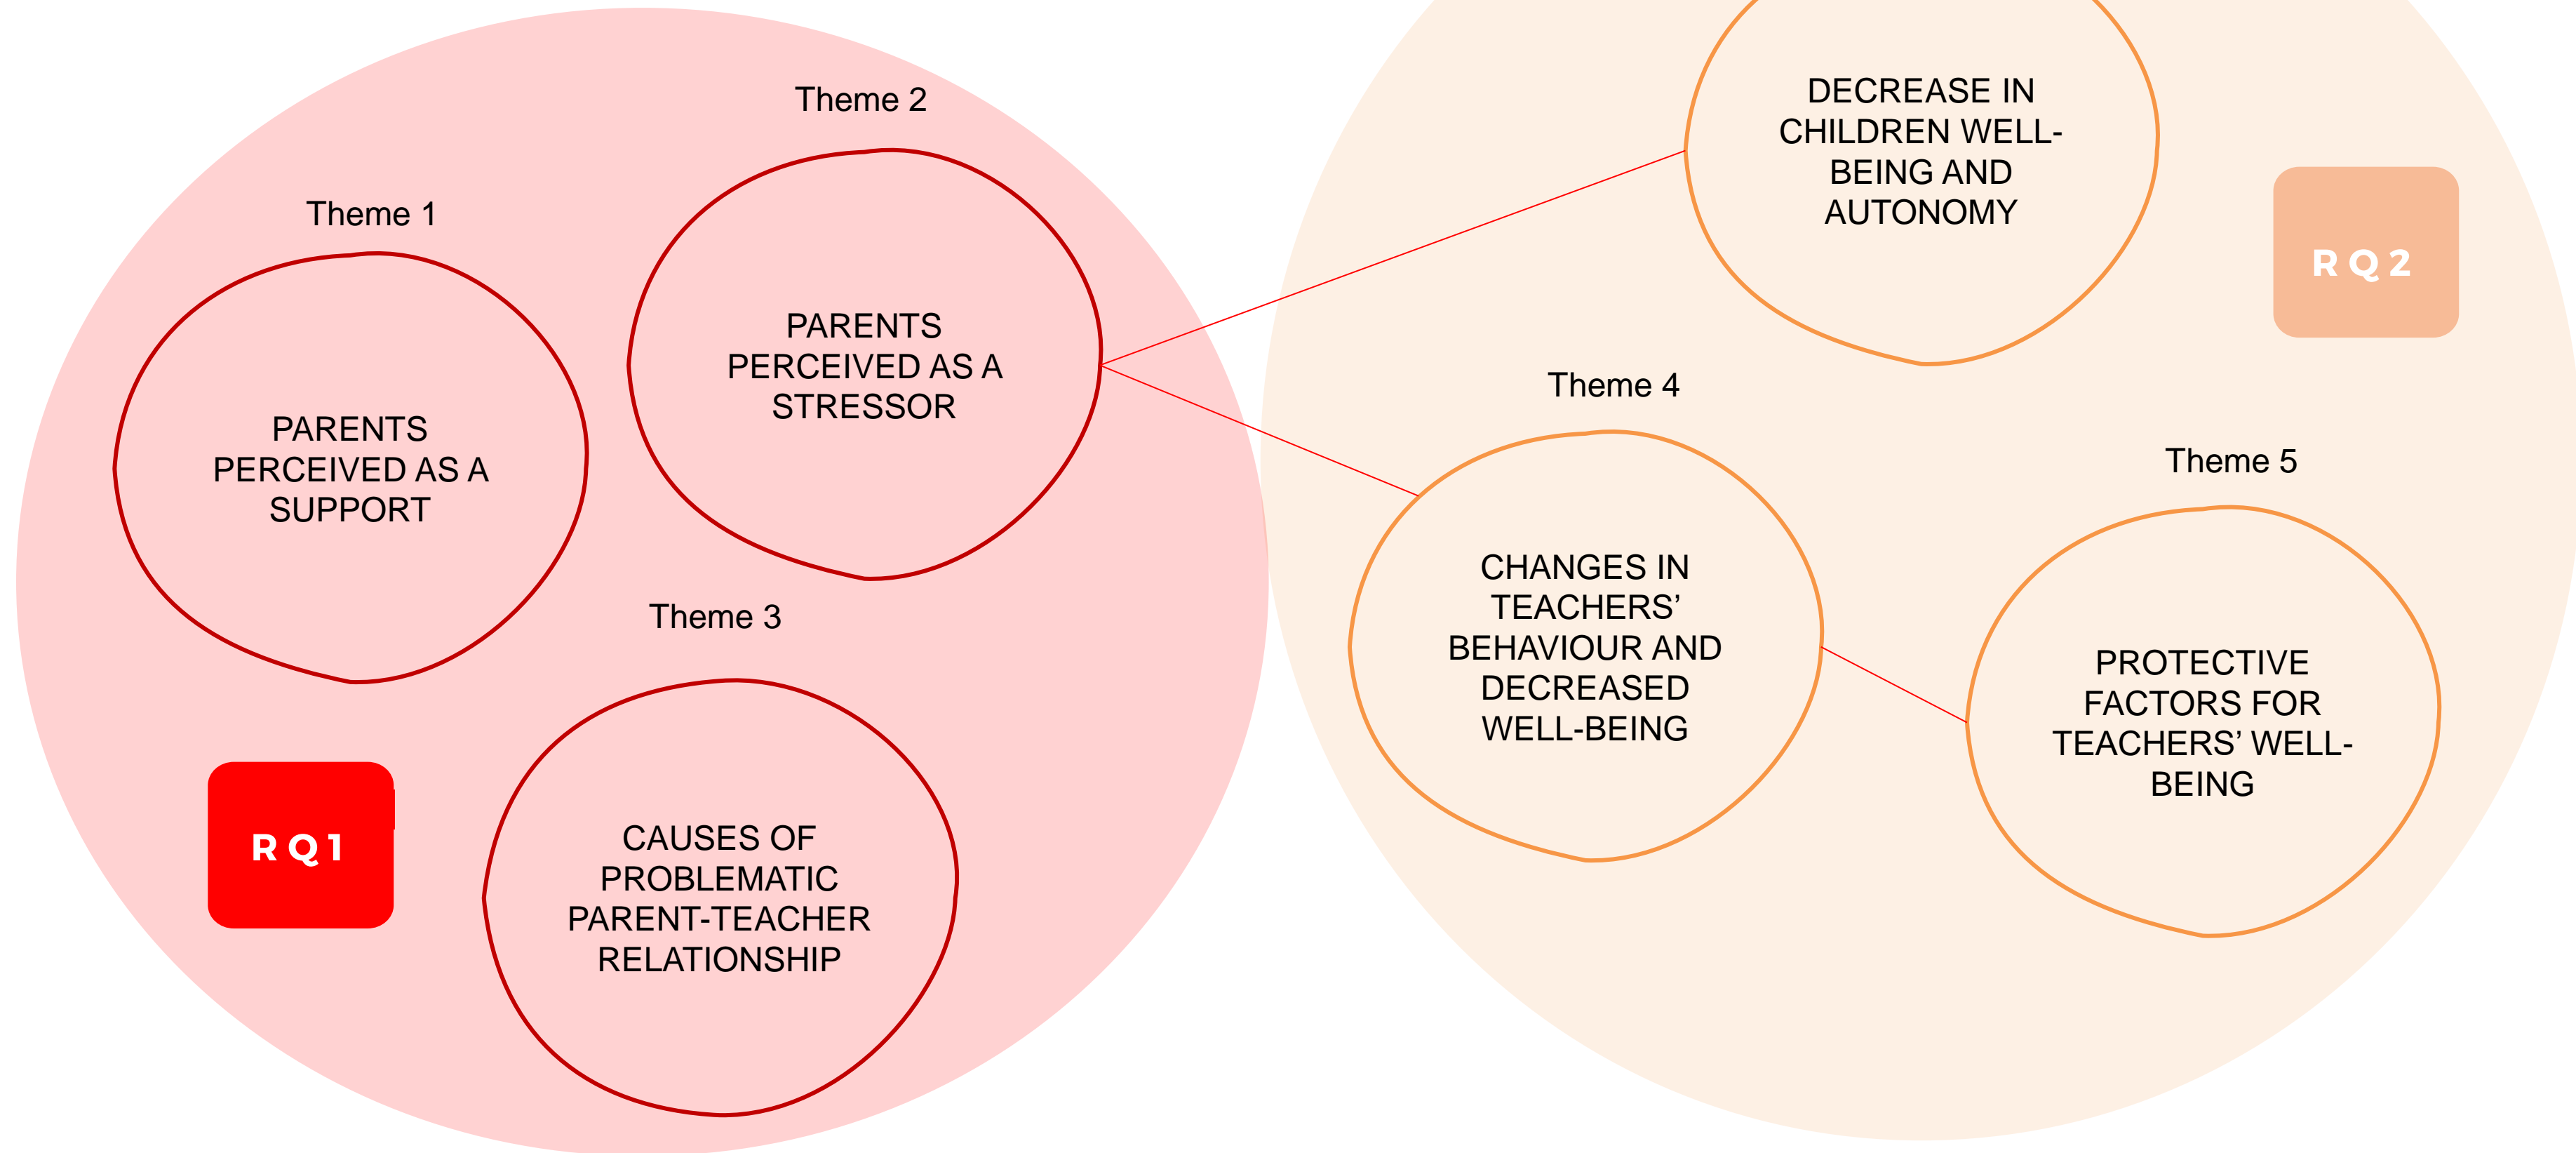 Theme 1
PARENTS
PERCEIVED AS A
SUPPORT
Theme 2
PARENTS
PERCEIVED AS A
STRESSOR
Theme 3
CAUSES OF
PROBLEMATIC
PARENT-TEACHER
RELATIONSHIP
RQ1
DECREASE IN
CHILDREN WELL-
BEING AND
AUTONOMY
RQ2
Theme 4
CHANGES IN
TEACHERS’
BEHAVIOUR AND
DECREASED
WELL-BEING
Theme 5
PROTECTIVE
FACTORS FOR
TEACHERS’ WELL-
BEING